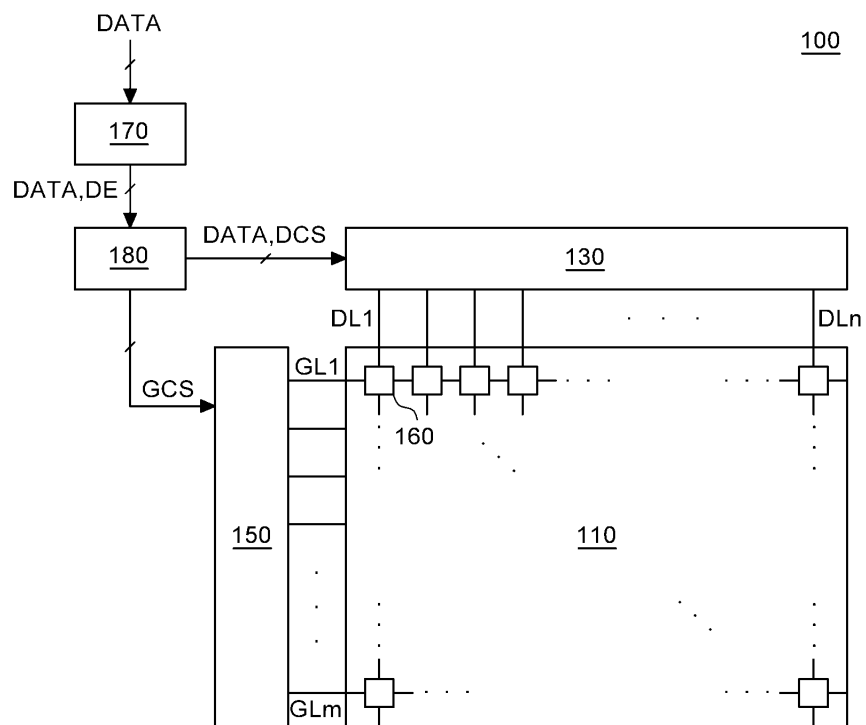 DATA
100
170
DATA,DE
DATA,DCS
180
130
DL1
DLn
GL1
GCS
160
150
110
GLm